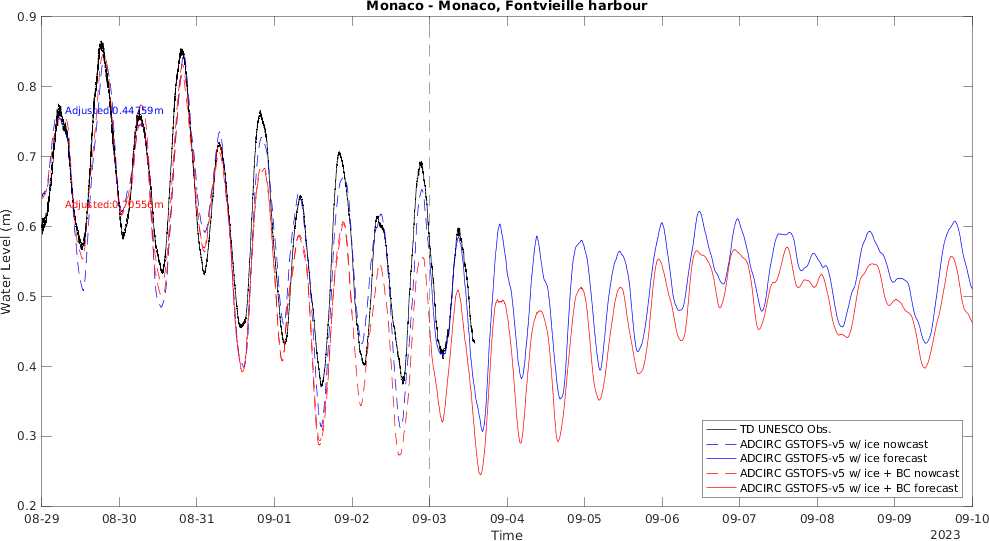 Monaco - Monaco, Fontvieille harbour
Water Level (m)
0.9
0.8
0.7
0.6
0.5
0.4
0.3
0.2
Adjusted:0.44759m
Adjusted:0.70556m
TD UNESCO Obs.
ADCIRC GSTOFS-v5 w/ ice nowcast
ADCIRC GSTOFS-v5 w/ ice forecast
ADCIRC GSTOFS-v5 w/ ice + BC nowcast
ADCIRC GSTOFS-v5 w/ ice + BC forecast
08-29 08-30 08-31 09-01 09-02 09-03 09-04 09-05 09-06 09-07 09-08 09-09 09-10
Time
2023